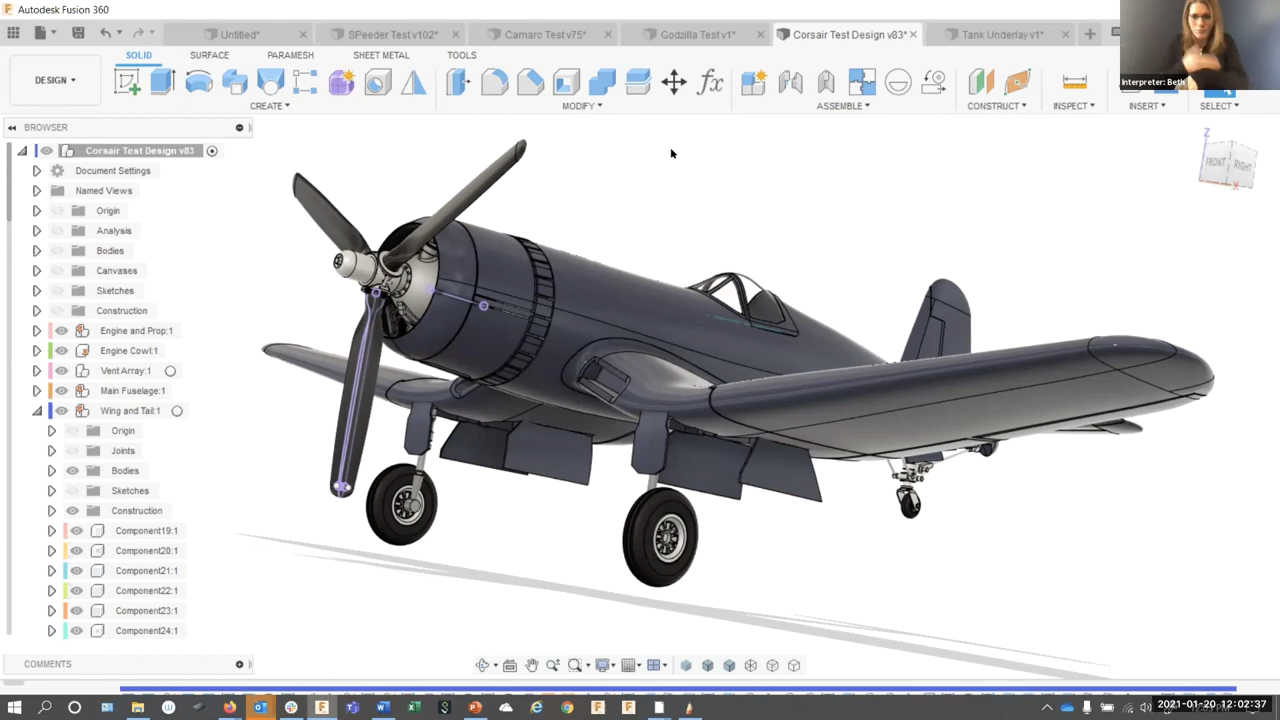 Autodesk Fusion 360
Untitled*
SPeeder Test v102*
Camaro Test v75*
Godzilla Test v1*
Corsair Test Design v83*
Tank Underlay v1*
SOLID SURFACE PARAMESH SHEET METAL TOOLS
DESIGN
CREATE MODIFY ASSEMBLE CONSTRUCT INSPECT INSERT SELECT
fx
Interpreter: Beth
BROWSER
Corsair Test Design v83
Document Settings
Named Views
Origin
Analysis
Bodies
Canvases
Sketches
Construction
Engine and Prop:1
Engine Cowl:1
Vent Array:1
Main Fuselage:1
Wing and Tail:1
Origin
Joints
Bodies
Sketches
Construction
Component19:1
Component20:1
Component21:1
Component22:1
Component23:1
Component24:1
Z
FRONT
RIGHT
X
COMMENTS
2021-01-20 12:02:37